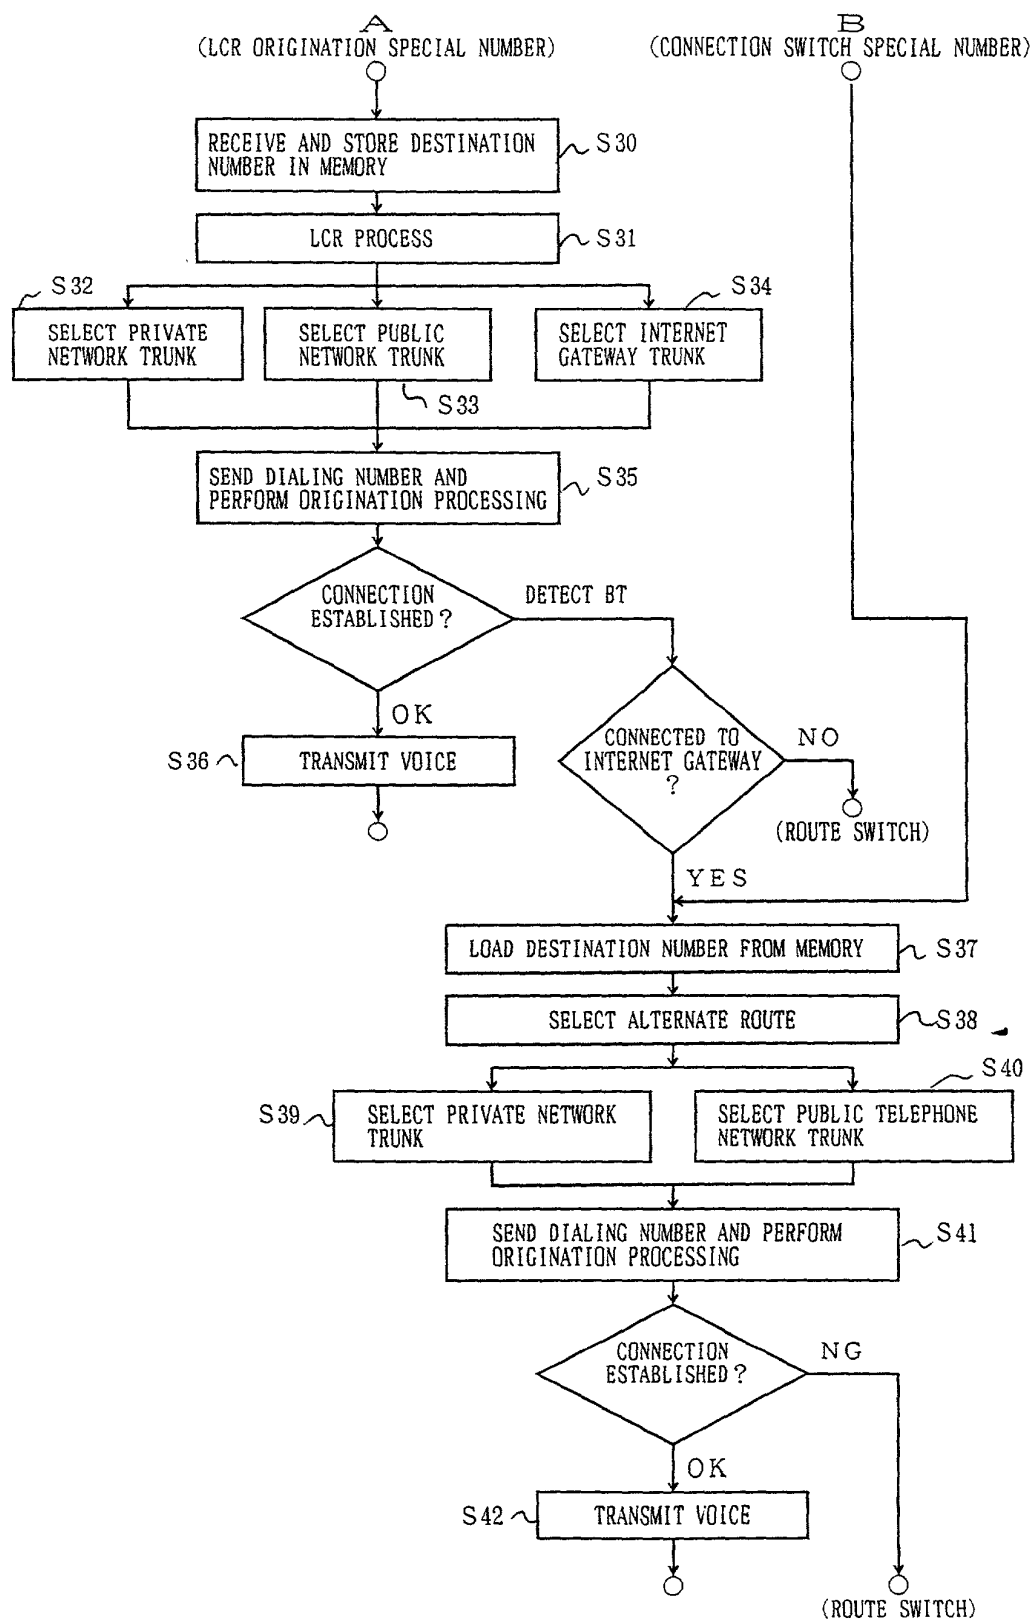 A
(LCR ORIGINATION SPECIAL NUMBER)
B
(CONNECTION SWITCH SPECIAL NUMBER)
RECEIVE AND STORE DESTINATION
NUMBER IN MEMORY
S30
LCR PROCESS
S31
S32
SELECT PRIVATE
NETWORK TRUNK
SELECT PUBLIC
NETWORK TRUNK
S33
S34
SELECT INTERNET
GATEWAY TRUNK
SEND DIALING NUMBER AND
PERFORM ORIGINATION PROCESSING
S35
CONNECTION
ESTABLISHED?
DETECT BT
OK
S36
TRANSMIT VOICE
CONNECTED TO
INTERNET GATEWAY
?
NO
(ROUTE SWITCH)
YES
LOAD DESTINATION NUMBER FROM MEMORY
S37
SELECT ALTERNATE ROUTE
S38
S39
SELECT PRIVATE NETWORK
TRUNK
S40
SELECT PUBLIC TELEPHONE
NETWORK TRUNK
SEND DIALING NUMBER AND PERFORM
ORIGINATION PROCESSING
S41
CONNECTION
ESTABLISHED?
NG
OK
S42
TRANSMIT VOICE
(ROUTE SWITCH)